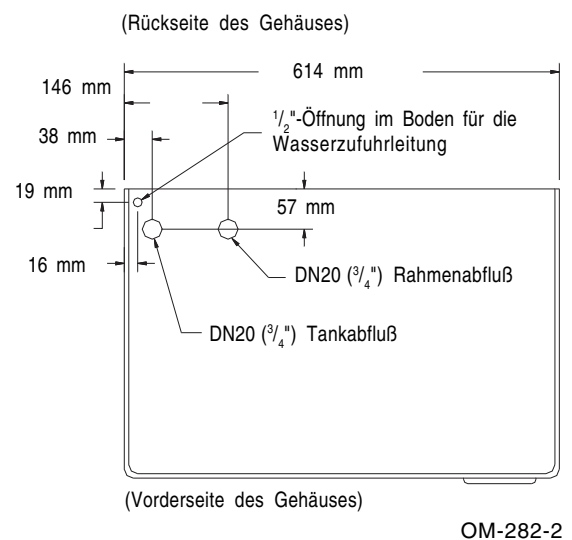 (Rückseite des Gehäuses)
614 mm
146 mm
1/2"-Öffnung im Boden für die
Wasserzufuhrleitung
38 mm
19 mm
57 mm
16 mm
DN20 (3/4") Rahmenabfluß
DN20 (3/4") Tankabfluß
(Vorderseite des Gehäuses)
OM-282-2